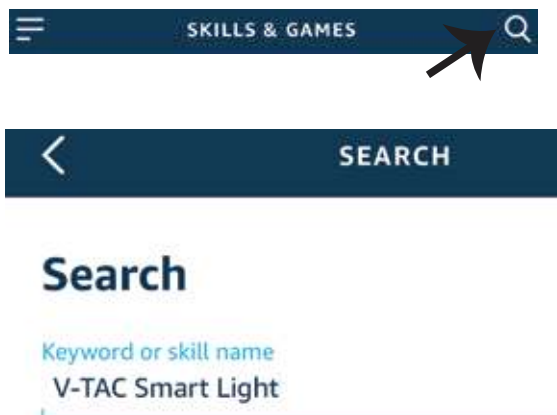 SKILLS & GAMES
SEARCH
Search
Keyword or skill name
V-TAC Smart Light